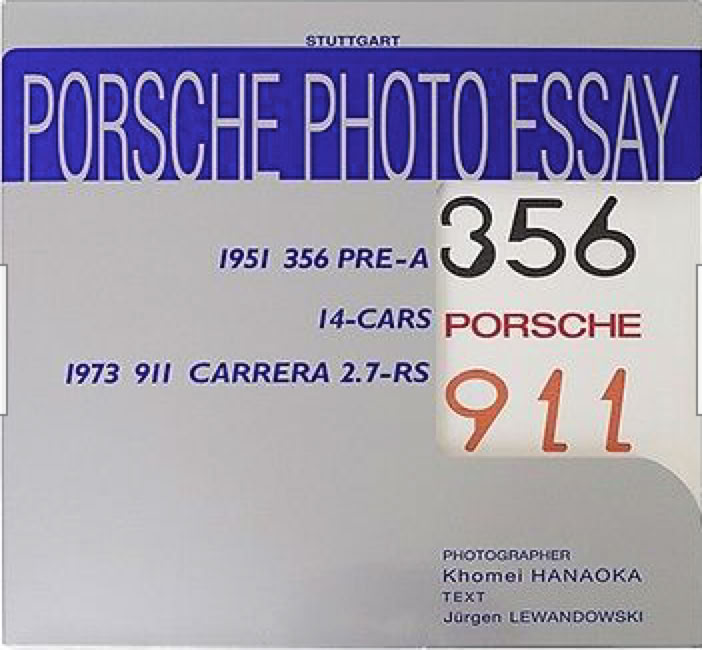 STUTTGART
PORSCHE PHOTO ESSAY
356
1951 356 PRE-A
14-CARS
PORSCHE
1973 911 CARRERA 2.7-RS
911
PHOTOGRAPHER
Khomei HANAOKA
TEXT
Jürgen LEWANDOWSKI